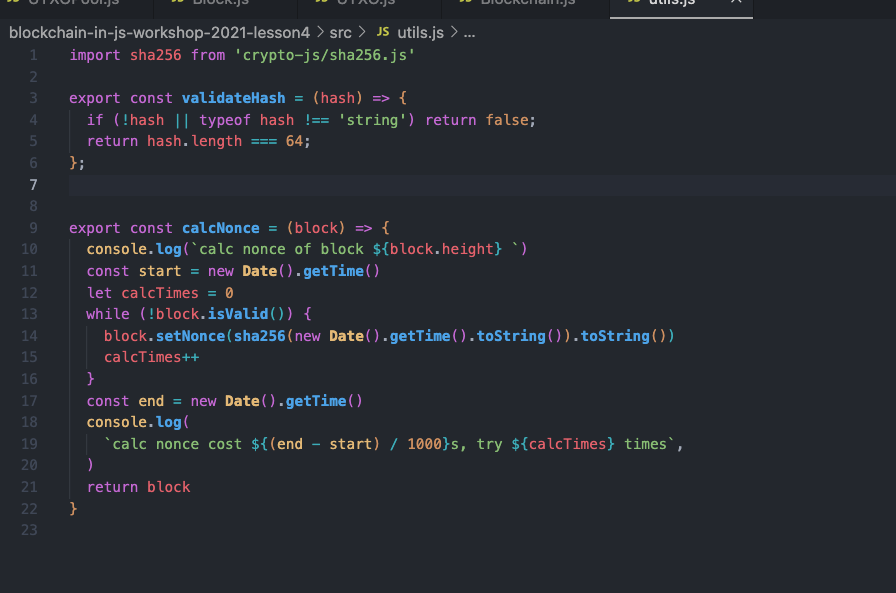 UTXOPool.js Block.js UTXO.js Blockchain.js utils.js
blockchain-in-js-workshop-2021-lesson4 > src > JS utils.js > ...
1 import sha256 from 'crypto-js/sha256.js'
2
3 export const validateHash = (hash) => {
4 if (!hash || typeof hash !== 'string') return false;
5 return hash.length === 64;
6 };
7
8
9 export const calcNonce = (block) => {
10 console.log(`calc nonce of block ${block.height} `)
11 const start = new Date().getTime()
12 let calcTimes = 0
13 while (!block.isValid()) {
14 block.setNonce(sha256(new Date().getTime().toString()).toString())
15 calcTimes++
16 }
17 const end = new Date().getTime()
18 console.log(
19 `calc nonce cost ${(end - start) / 1000}s, try ${calcTimes} times`,
20 )
21 return block
22 }
23